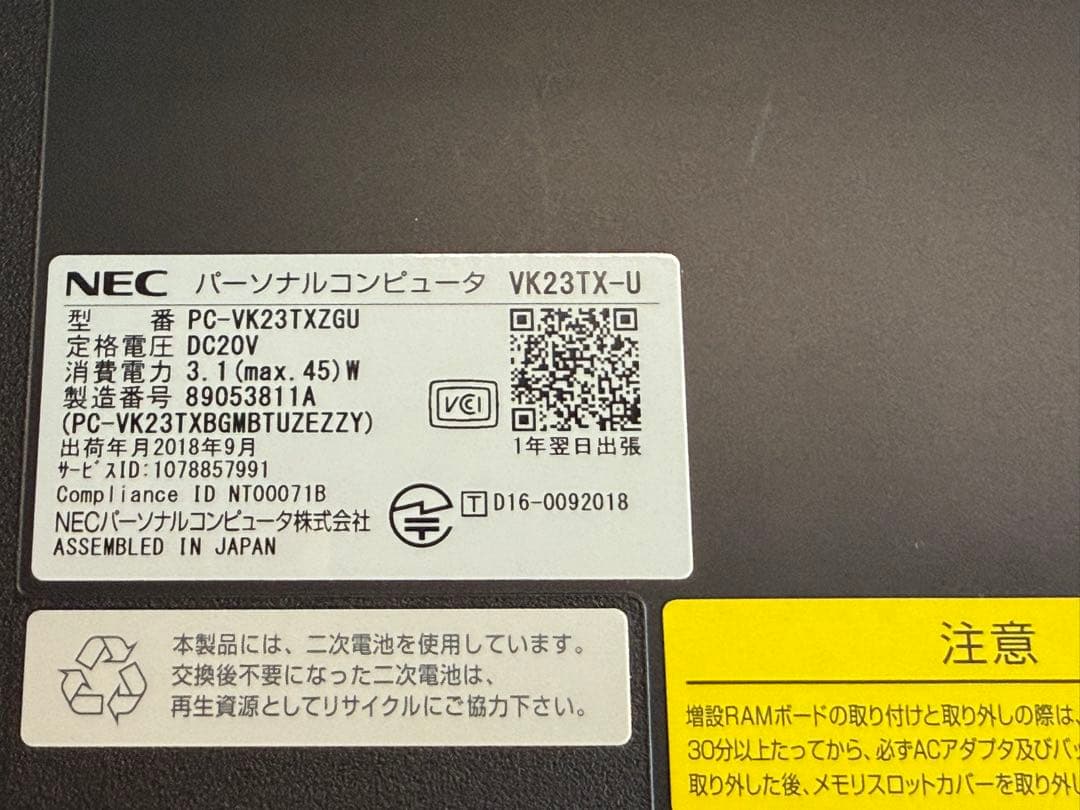 NEC パーソナルコンピュータ VK23TX-U
型 番 PC-VK23TXZGU
定格電圧 DC20V
消費電力 3.1(max.45)W
製造番号 89053811A
(PC-VK23TXBGMBTUZEZZY)
出荷年月2018年9月
サービスID:1078857991
Compliance ID NT00071B
NECパーソナルコンピュータ株式会社
ASSEMBLED IN JAPAN
VCI
1年翌日出張
T D16-0092018
本製品には、二次電池を使用しています。
交換後不要になった二次電池は、
再生資源としてリサイクルにご協力下さい。
注意
増設RAMボードの取り付けと取り外しの際は、
30分以上たってから、必ずACアダプタ及びバッ
取り外した後、メモリスロットカバーを取り外し